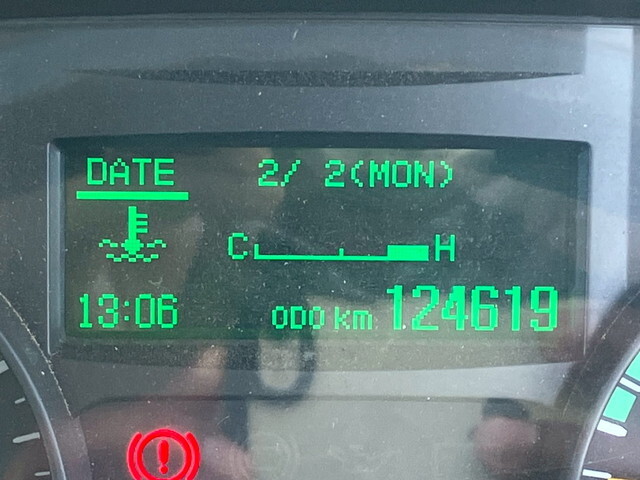 DATE 2/ 2(MON)
C H
13:06 ODO km 124619